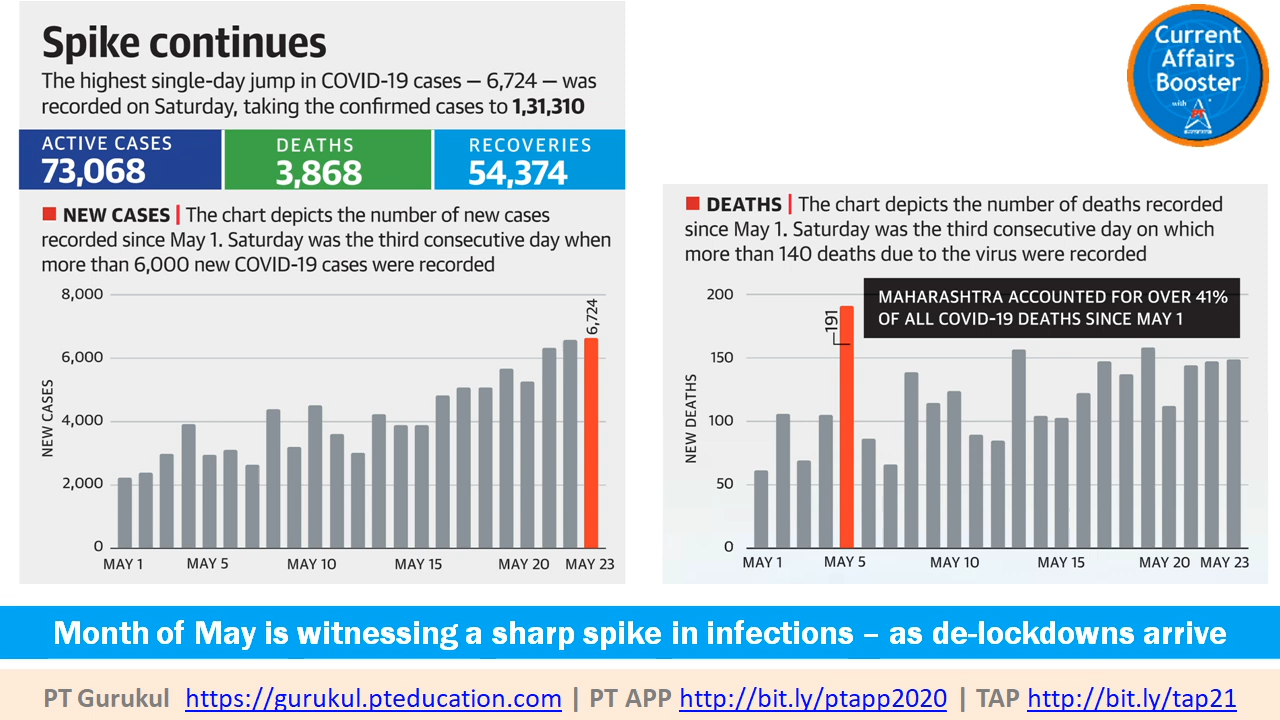 Spike continues
The highest single-day jump in COVID-19 cases — 6,724 — was
recorded on Saturday, taking the confirmed cases to 1,31,310
ACTIVE CASES
73,068
DEATHS
3,868
RECOVERIES
54,374
NEW CASES | The chart depicts the number of new cases
recorded since May 1. Saturday was the third consecutive day when
more than 6,000 new COVID-19 cases were recorded
8,000
6,000
4,000
2,000
0
NEW CASES
6,724
MAY 1 MAY 5 MAY 10 MAY 15 MAY 20 MAY 23
Current
Affairs
Booster
with
DEATHS | The chart depicts the number of deaths recorded
since May 1. Saturday was the third consecutive day on which
more than 140 deaths due to the virus were recorded
200
150
100
50
0
NEW DEATHS
191
MAHARASHTRA ACCOUNTED FOR OVER 41%
OF ALL COVID-19 DEATHS SINCE MAY 1
MAY 1 MAY 5 MAY 10 MAY 15 MAY 20 MAY 23
Month of May is witnessing a sharp spike in infections – as de-lockdowns arrive
PT Gurukul https://gurukul.pteducation.com | PT APP http://bit.ly/ptapp2020 | TAP http://bit.ly/tap21